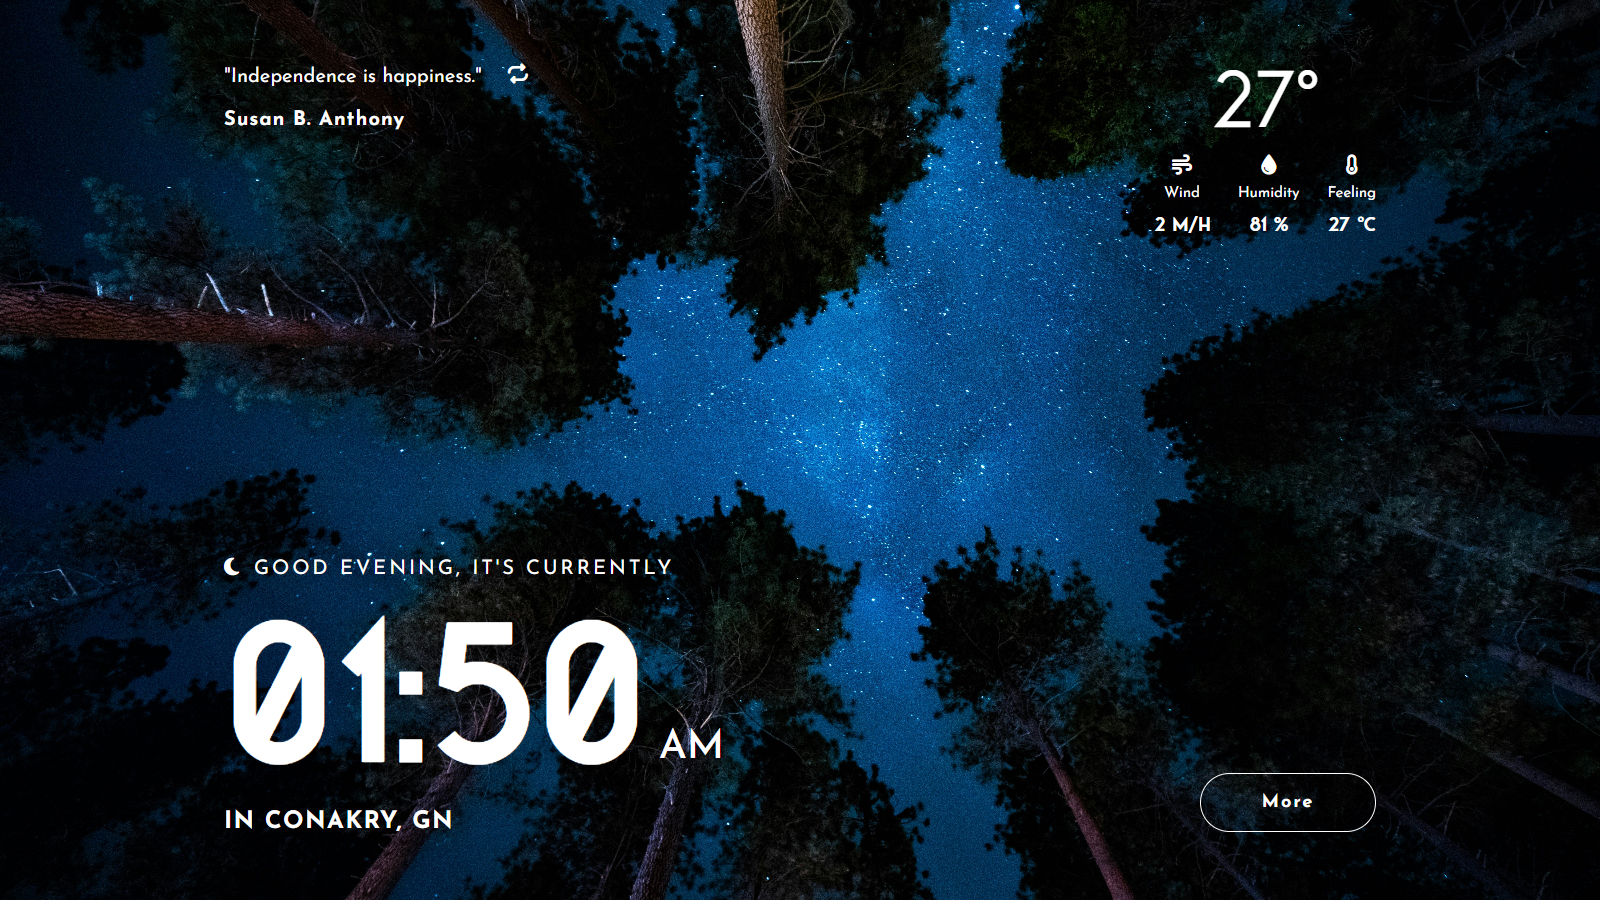 "Independence is happiness."
Susan B. Anthony
27°
Wind
Humidity
Feeling
2 M/H
81 %
27 °C
GOOD EVENING, IT'S CURRENTLY
01:50 AM
IN CONAKRY, GN
More